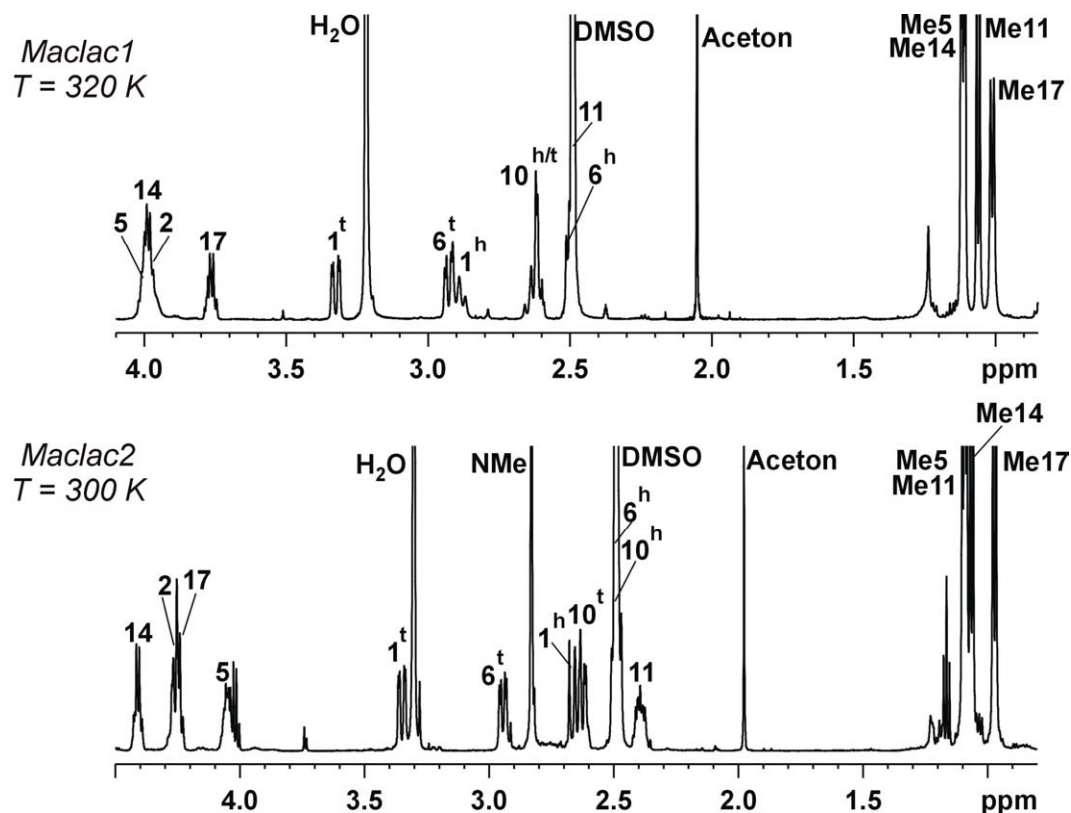 Maclac1
T = 320 K
H₂O
DMSO
Aceton
Me5
Me14
Me11
Me17
5
14
2
17
1ᵗ
6ᵗ
1ʰ
10ʰ/ᵗ
11
6ʰ
4.0 3.5 3.0 2.5 2.0 1.5 ppm
Maclac2
T = 300 K
H₂O
NMe
DMSO
Aceton
Me5
Me11
Me14
Me17
14
2
17
5
1ᵗ
6ᵗ
1ʰ
10ᵗ
6ʰ
10ʰ
11
4.0 3.5 3.0 2.5 2.0 1.5 ppm